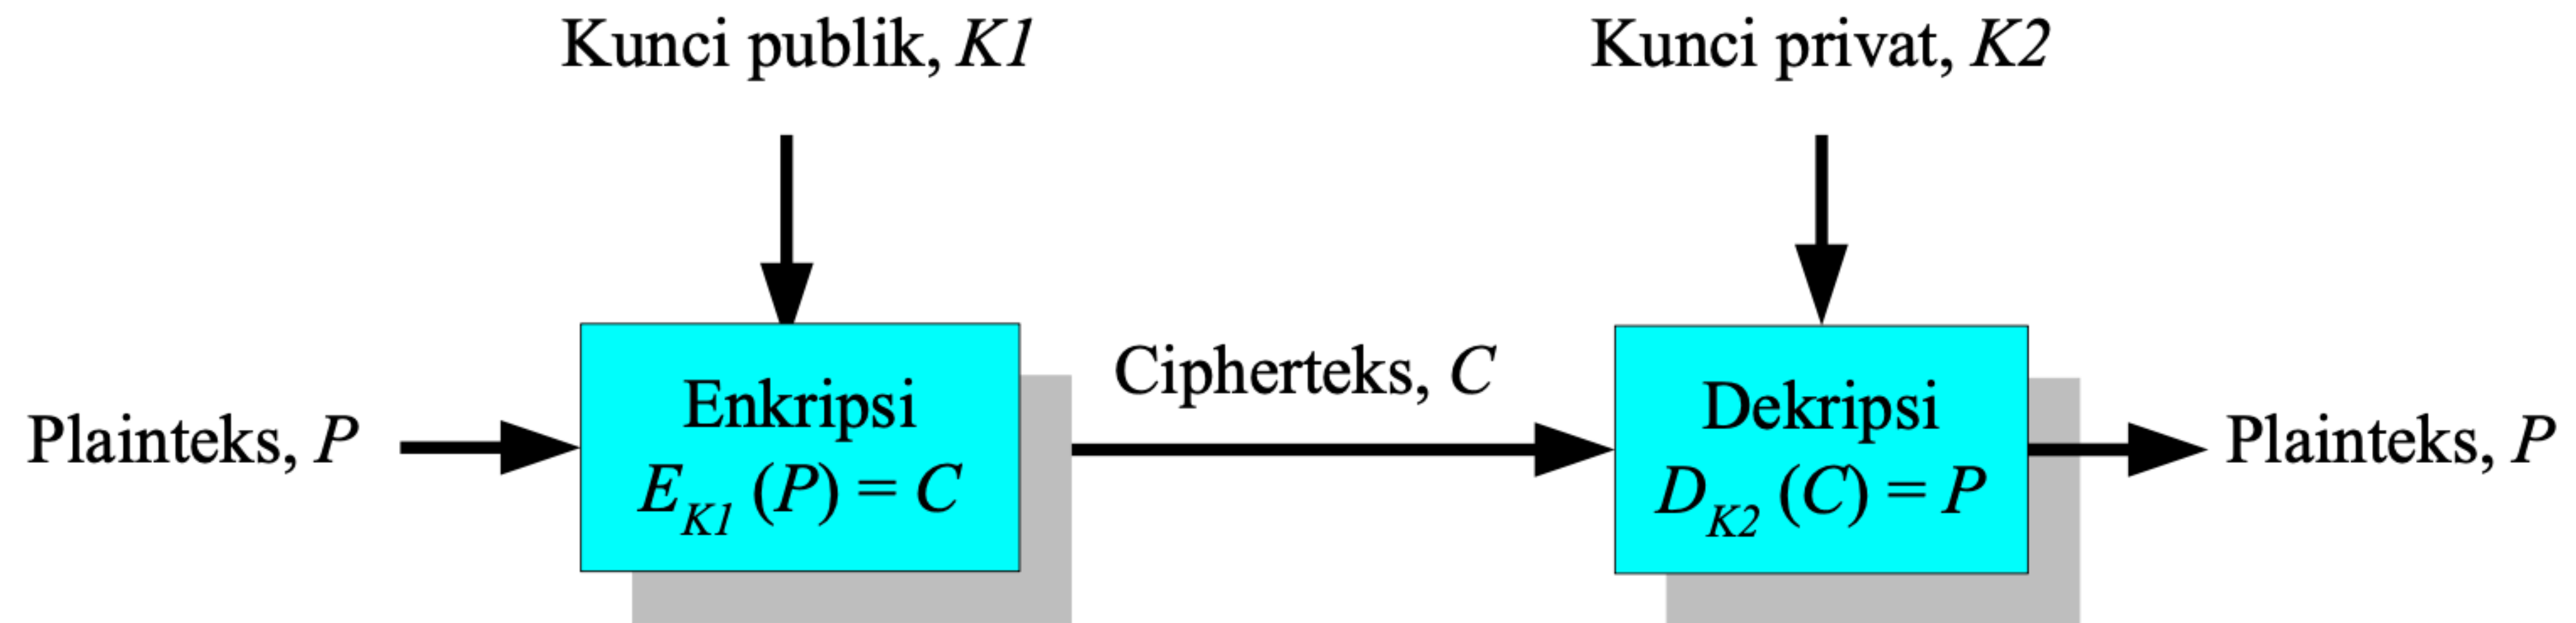 Kunci publik, K1
Kunci privat, K2
Plainteks, P
Enkripsi
E_K1 (P) = C
Cipherteks, C
Dekripsi
D_K2 (C) = P
Plainteks, P